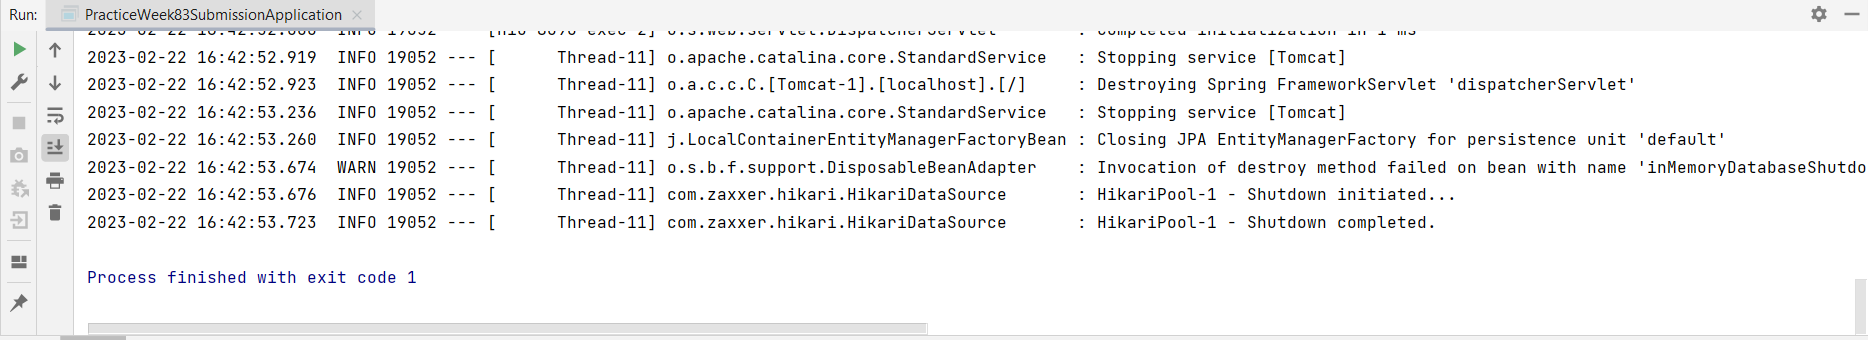 Run: PracticeWeek83SubmissionApplication
2023-02-22 16:42:52.919  INFO 19052 --- [      Thread-11] o.apache.catalina.core.StandardService   : Stopping service [Tomcat]
2023-02-22 16:42:52.923  INFO 19052 --- [      Thread-11] o.a.c.c.C.[Tomcat-1].[localhost].[/]     : Destroying Spring FrameworkServlet 'dispatcherServlet'
2023-02-22 16:42:53.236  INFO 19052 --- [      Thread-11] o.apache.catalina.core.StandardService   : Stopping service [Tomcat]
2023-02-22 16:42:53.260  INFO 19052 --- [      Thread-11] j.LocalContainerEntityManagerFactoryBean : Closing JPA EntityManagerFactory for persistence unit 'default'
2023-02-22 16:42:53.674  WARN 19052 --- [      Thread-11] o.s.b.f.support.DisposableBeanAdapter    : Invocation of destroy method failed on bean with name 'inMemoryDatabaseShutdo
2023-02-22 16:42:53.676  INFO 19052 --- [      Thread-11] com.zaxxer.hikari.HikariDataSource       : HikariPool-1 - Shutdown initiated...
2023-02-22 16:42:53.723  INFO 19052 --- [      Thread-11] com.zaxxer.hikari.HikariDataSource       : HikariPool-1 - Shutdown completed.
Process finished with exit code 1